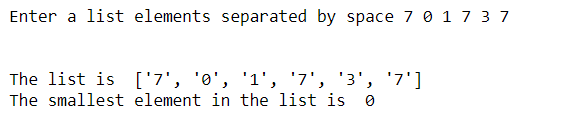 Enter a list elements separated by space 7 0 1 7 3 7
The list is  ['7', '0', '1', '7', '3', '7']
The smallest element in the list is  0